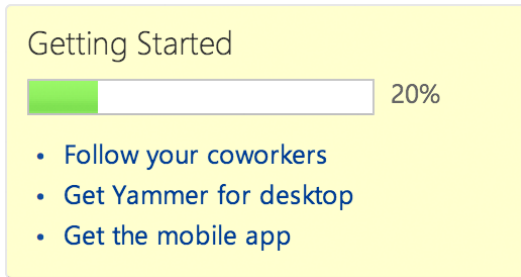 Getting Started
20%
• Follow your coworkers
• Get Yammer for desktop
• Get the mobile app